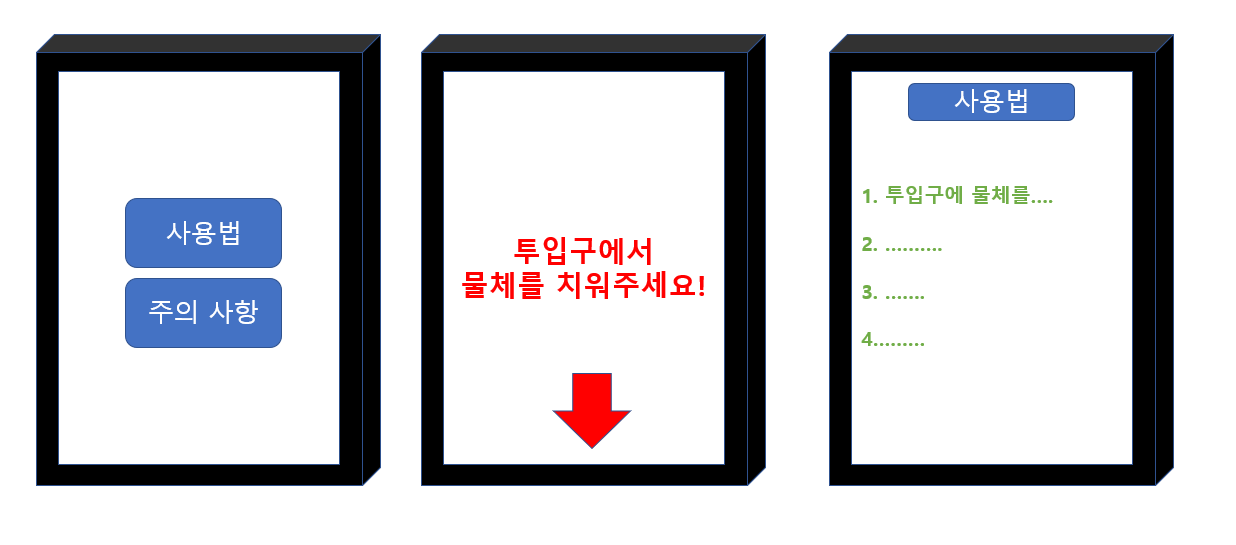 사용법
주의 사항
투입구에서
물체를 치워주세요!
사용법
1. 투입구에 물체를....
2. ..........
3. .......
4.........